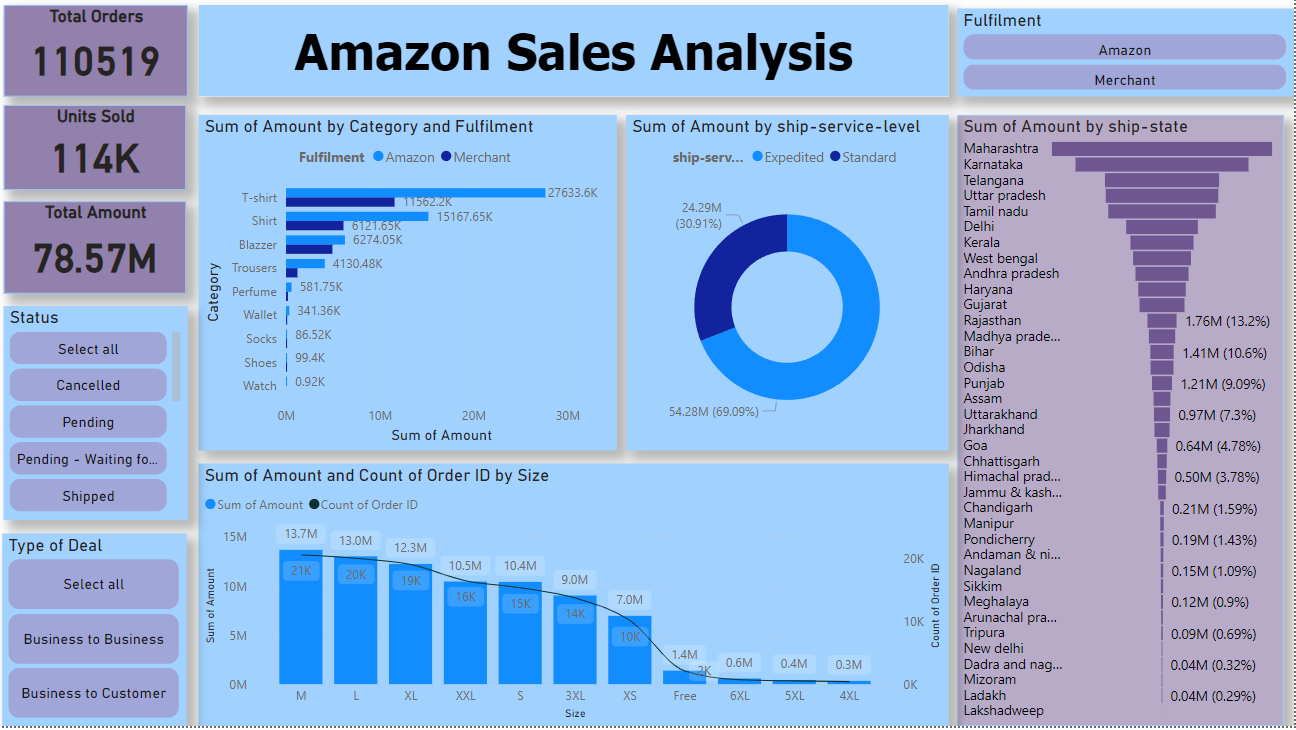 Total Orders
110519
Units Sold
114K
Total Amount
78.57M
Status
Select all
Cancelled
Pending
Pending - Waiting fo...
Shipped
Type of Deal
Select all
Business to Business
Business to Customer
Amazon Sales Analysis
Fulfilment
Amazon
Merchant
Sum of Amount by Category and Fulfilment
Fulfilment Amazon Merchant
Category
T-shirt 27633.6K
11562.2K
Shirt 15167.65K
6121.65K
Blazzer 6274.05K
Trousers 4130.48K
Perfume 581.75K
Wallet 341.36K
Socks 86.52K
Shoes 99.4K
Watch 0.92K
0M 10M 20M 30M
Sum of Amount
Sum of Amount by ship-service-level
ship-serv... Expedited Standard
24.29M
(30.91%)
54.28M (69.09%)
Sum of Amount and Count of Order ID by Size
Sum of Amount Count of Order ID
Sum of Amount
15M
10M
5M
0M
13.7M 13.0M 12.3M 10.5M 10.4M 9.0M 7.0M 1.4M 0.6M 0.4M 0.3M
21K 20K 19K 16K 15K 14K 10K 2K
20K
10K
0K
Count of Order ID
M L XL XXL S 3XL XS Free 6XL 5XL 4XL
Size
Sum of Amount by ship-state
Maharashtra
Karnataka
Telangana
Uttar pradesh
Tamil nadu
Delhi
Kerala
West bengal
Andhra pradesh
Haryana
Gujarat
Rajasthan 1.76M (13.2%)
Madhya prade...
Bihar 1.41M (10.6%)
Odisha
Punjab 1.21M (9.09%)
Assam
Uttarakhand 0.97M (7.3%)
Jharkhand
Goa 0.64M (4.78%)
Chhattisgarh
Himachal prad... 0.50M (3.78%)
Jammu & kash...
Chandigarh 0.21M (1.59%)
Manipur
Pondicherry 0.19M (1.43%)
Andaman & ni...
Nagaland 0.15M (1.09%)
Sikkim
Meghalaya 0.12M (0.9%)
Arunachal pra...
Tripura 0.09M (0.69%)
New delhi
Dadra and nag... 0.04M (0.32%)
Mizoram
Ladakh 0.04M (0.29%)
Lakshadweep